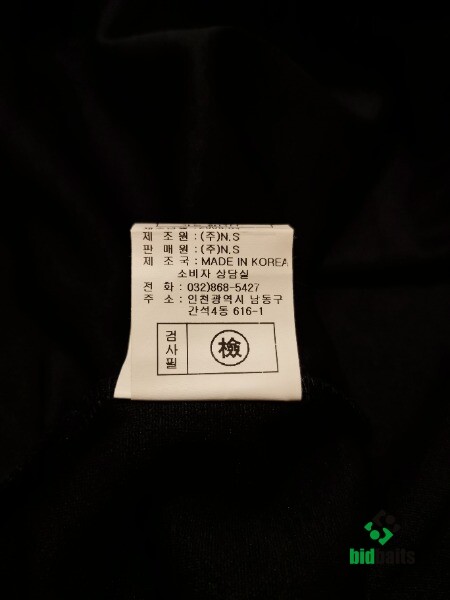 제 조 원 : (주)N.S
판 매 원 : (주)N.S
제 조 국 : MADE IN KOREA
소비자 상담실
전 화 : 032)868-5427
주 소 : 인천광역시 남동구
간석4동 616-1
검사필
檢
bidbaits